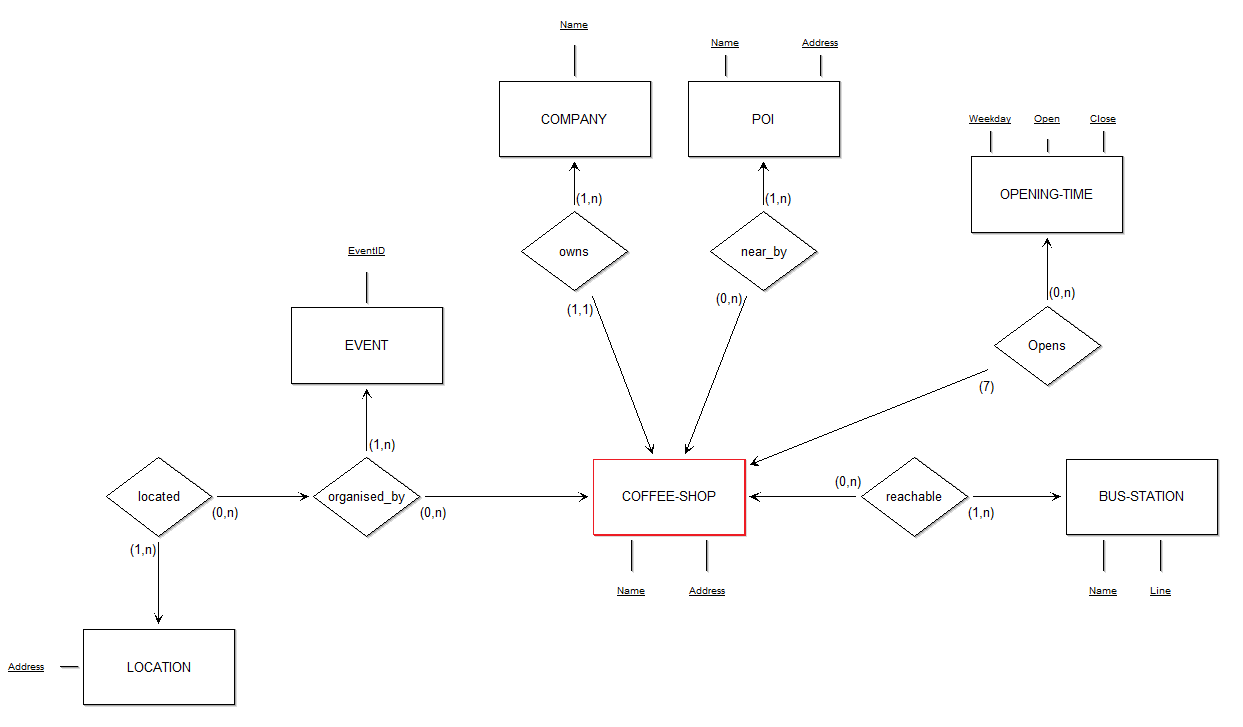 Name
Name
Address
COMPANY
POI
Weekday
Open
Close
OPENING-TIME
(1,n)
(1,n)
owns
near_by
EventID
(0,n)
(1,1)
(0,n)
Opens
EVENT
(7)
(1,n)
located
organised_by
COFFEE-SHOP
(0,n)
reachable
BUS-STATION
(0,n)
(0,n)
(1,n)
(1,n)
Name
Address
Name
Line
Address
LOCATION